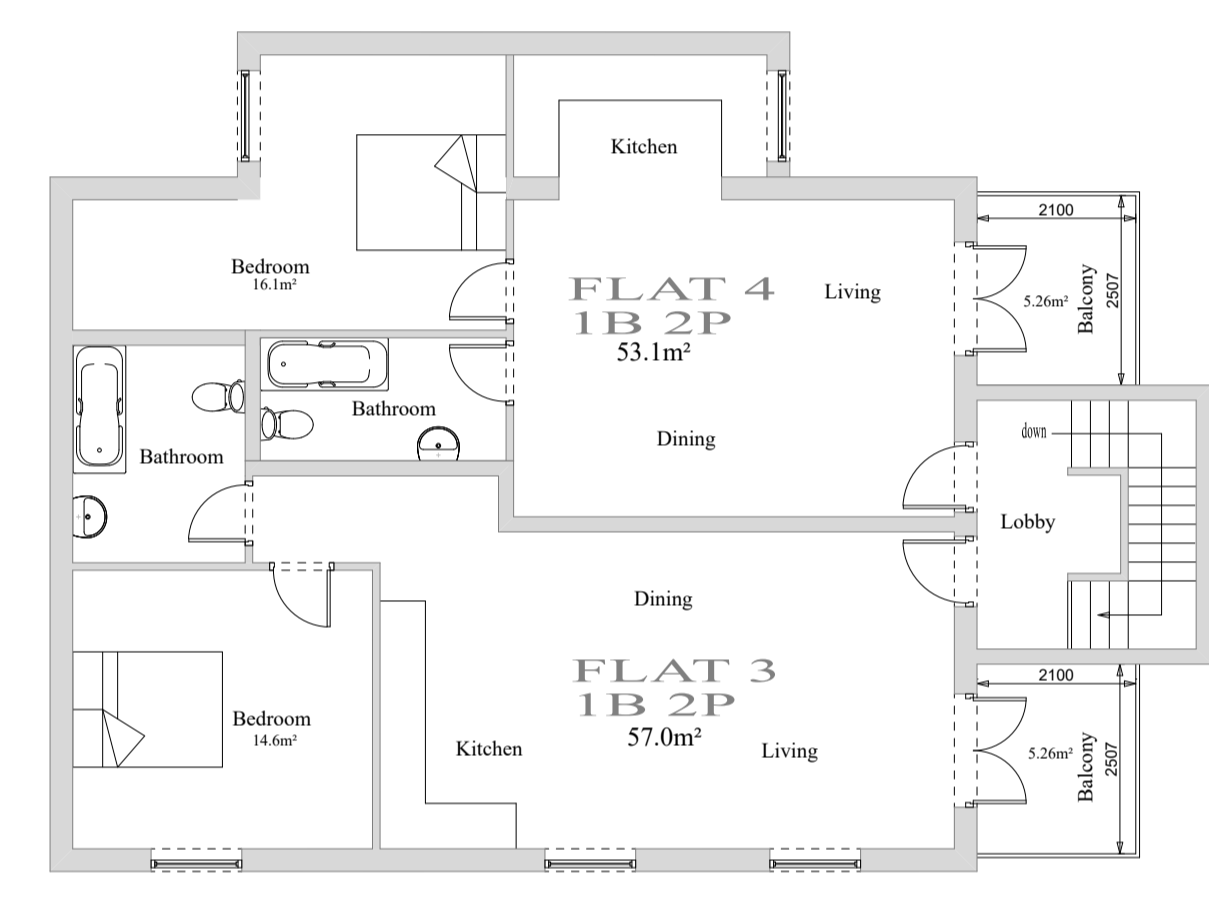 Kitchen
Bedroom
16.1m²
FLAT 4
1B 2P
53.1m²
Living
2100
5.26m²
Balcony
2507
Bathroom
Bathroom
Dining
down
Lobby
Dining
FLAT 3
1B 2P
57.0m²
Bedroom
14.6m²
Kitchen
Living
2100
5.26m²
Balcony
2507